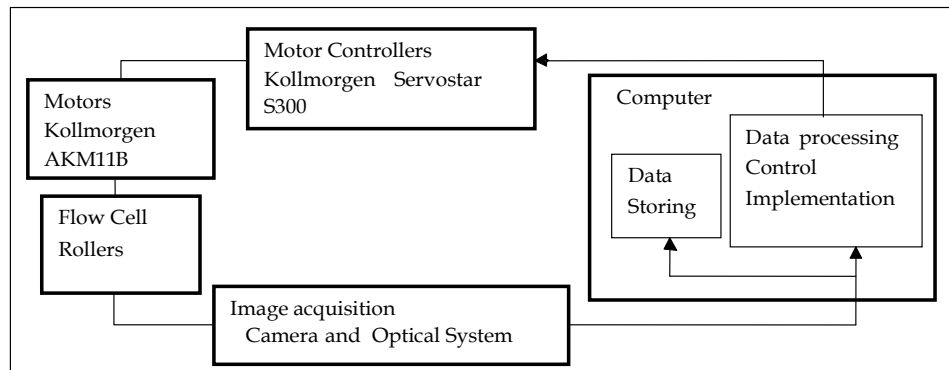 Motor Controllers
Kollmorgen Servostar
S300
Motors
Kollmorgen
AKM11B
Computer
Data processing
Control
Implementation
Data
Storing
Flow Cell
Rollers
Image acquisition
Camera and Optical System